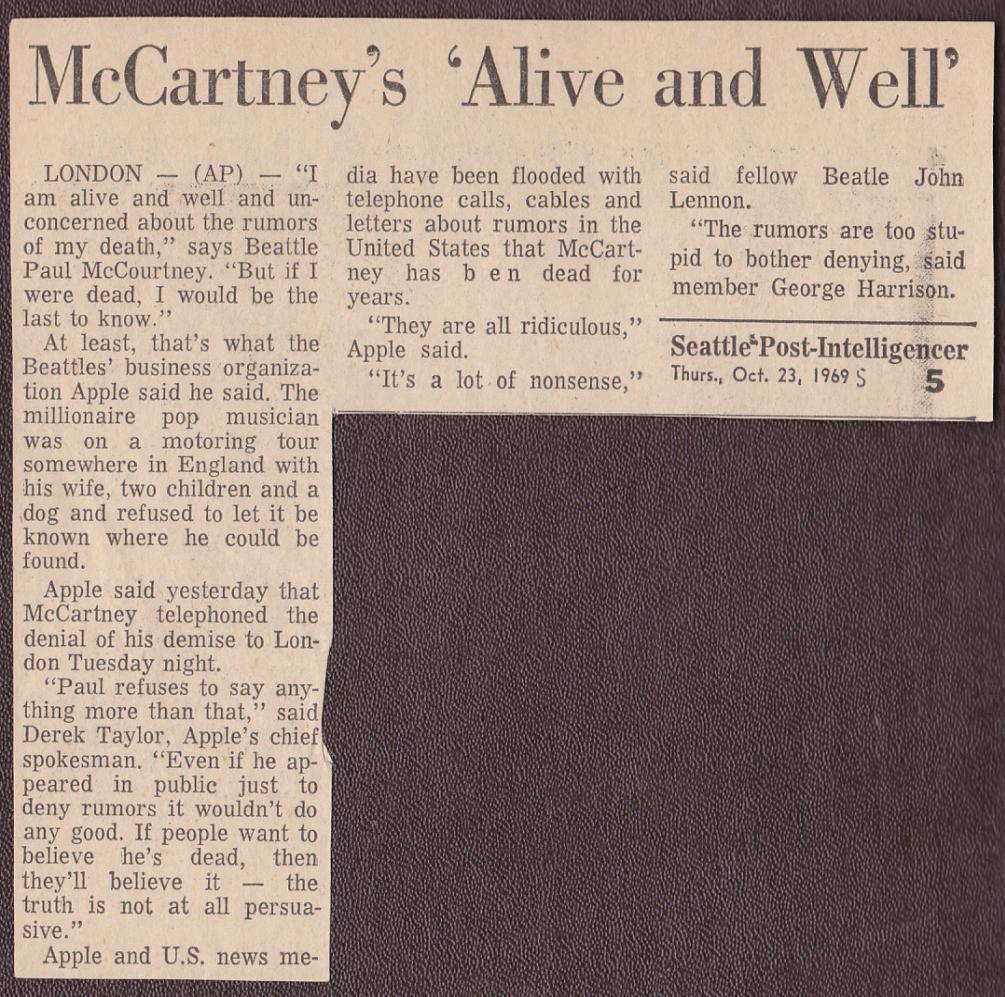 McCartney's 'Alive and Well'
LONDON — (AP) — "I
am alive and well and un-
concerned about the rumors
of my death," says Beattle
Paul McCourtney. "But if I
were dead, I would be the
last to know."
At least, that's what the
Beattles' business organiza-
tion Apple said he said. The
millionaire pop musician
was on a motoring tour
somewhere in England with
his wife, two children and a
dog and refused to let it be
known where he could be
found.
Apple said yesterday that
McCartney telephoned the
denial of his demise to Lon-
don Tuesday night.
"Paul refuses to say any-
thing more than that," said
Derek Taylor, Apple's chief
spokesman. "Even if he ap-
peared in public just to
deny rumors it wouldn't do
any good. If people want to
believe he's dead, then
they'll believe it — the
truth is not at all persua-
sive."
Apple and U.S. news me-
dia have been flooded with
telephone calls, cables and
letters about rumors in the
United States that McCart-
ney has b e n dead for
years.
"They are all ridiculous,"
Apple said.
"It's a lot of nonsense,"
said fellow Beatle John
Lennon.
"The rumors are too stu-
pid to bother denying, said
member George Harrison.
Seattle Post-Intelligencer
Thurs., Oct. 23, 1969 S 5